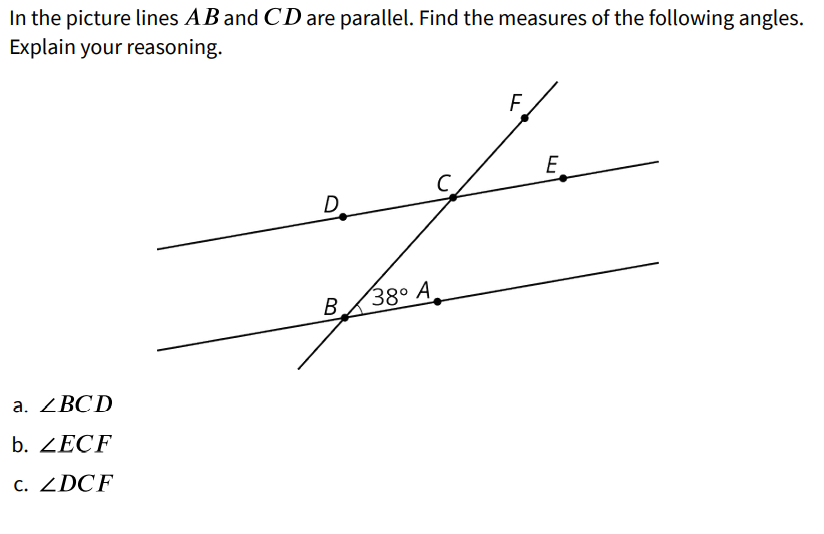 In the picture lines AB and CD are parallel. Find the measures of the following angles.
Explain your reasoning.
F
E
C
D
38° A
B
a. ∠BCD
b. ∠ECF
c. ∠DCF